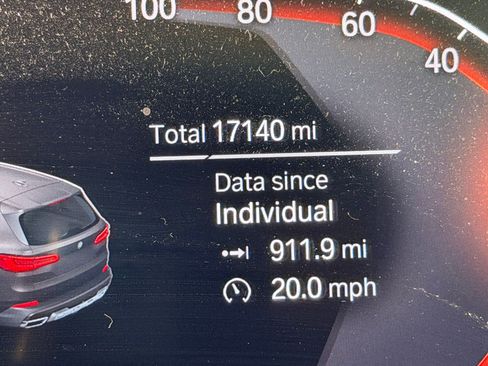 100 80 60 40
Total 17140 mi
Data since
Individual
911.9 mi
20.0 mph